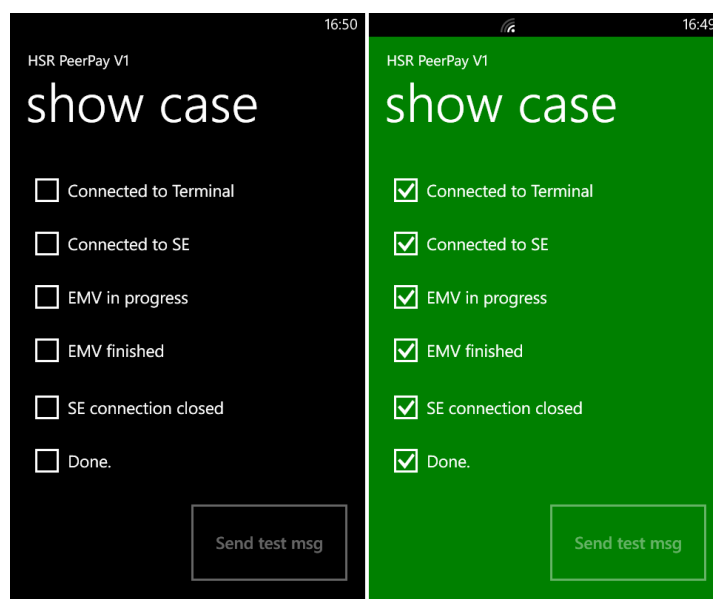 16:50
HSR PeerPay V1
show case
Connected to Terminal
Connected to SE
EMV in progress
EMV finished
SE connection closed
Done.
Send test msg
16:49
HSR PeerPay V1
show case
Connected to Terminal
Connected to SE
EMV in progress
EMV finished
SE connection closed
Done.
Send test msg